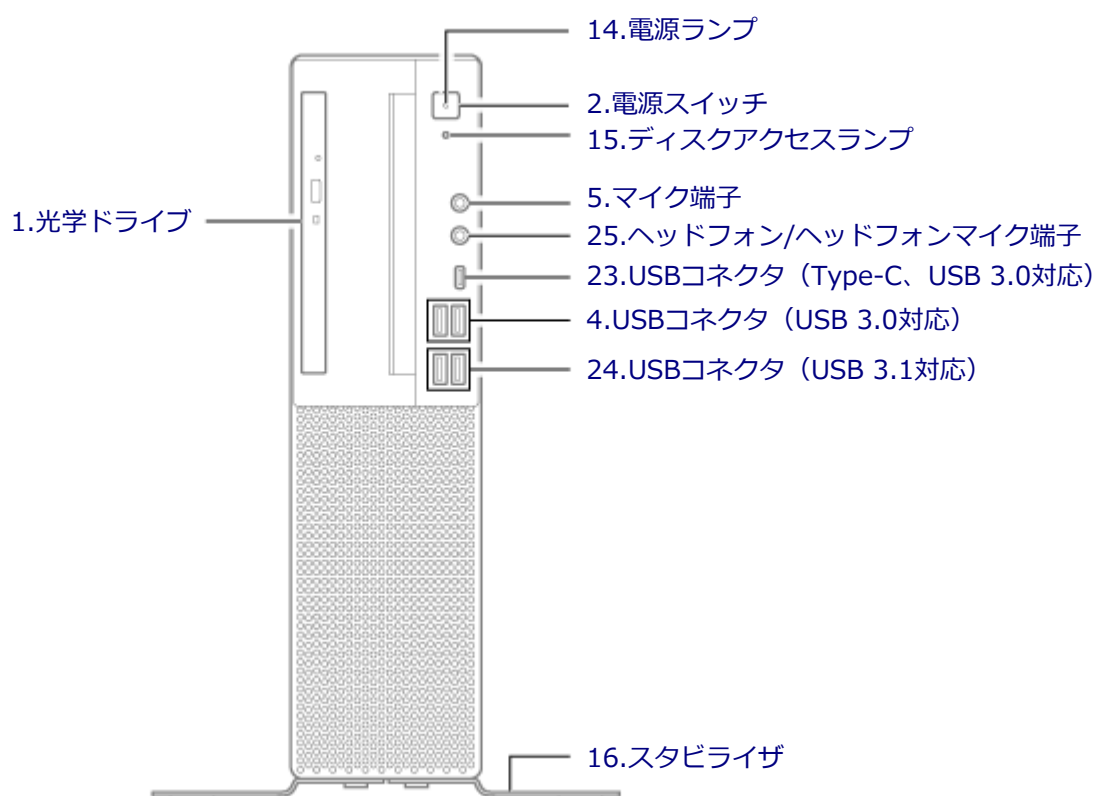 14.電源ランプ
2.電源スイッチ
15.ディスクアクセスランプ
5.マイク端子
1.光学ドライブ
25.ヘッドフォン/ヘッドフォンマイク端子
23.USBコネクタ（Type-C、USB 3.0対応）
4.USBコネクタ（USB 3.0対応）
24.USBコネクタ（USB 3.1対応）
16.スタビライザ